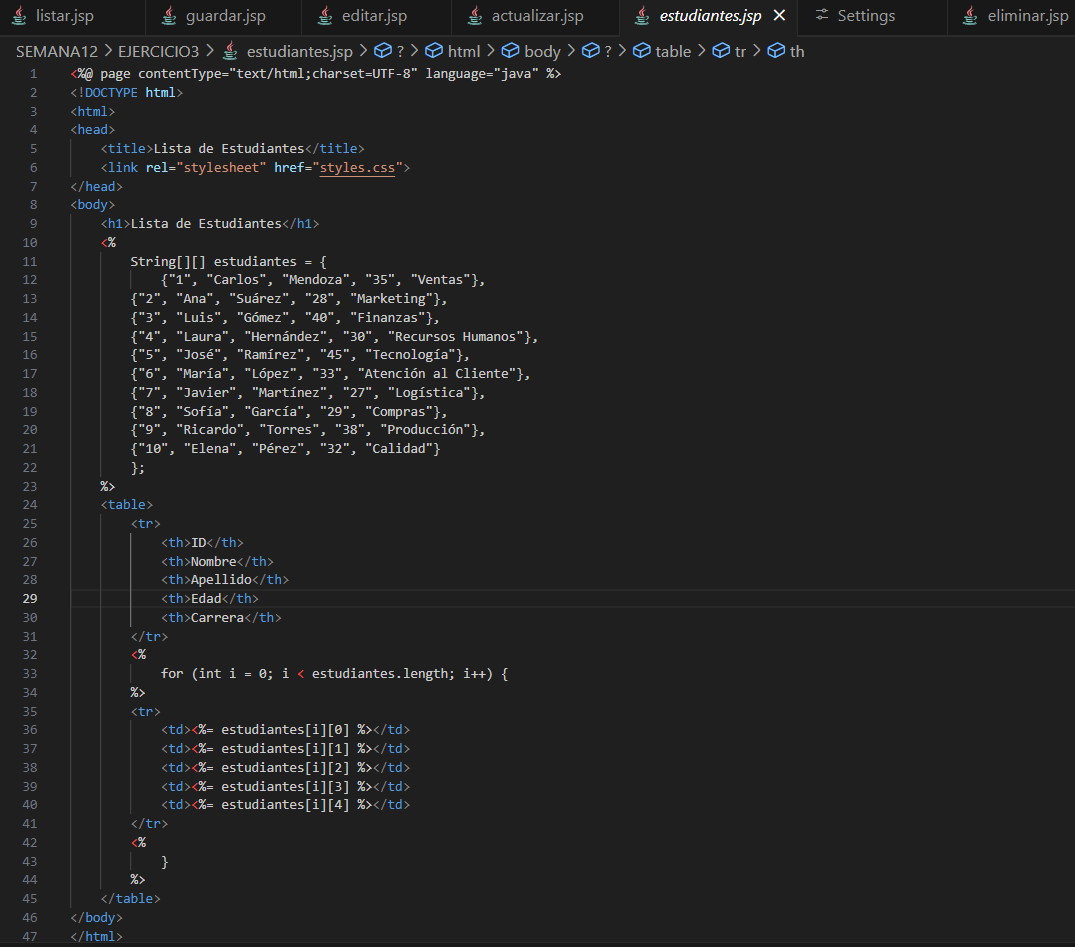 listar.jsp guardar.jsp editar.jsp actualizar.jsp estudiantes.jsp Settings eliminar.jsp
SEMANA12 > EJERCICIO3 > estudiantes.jsp > ? > html > body > ? > table > tr > th
1 <%@ page contentType="text/html;charset=UTF-8" language="java" %>
2 <!DOCTYPE html>
3 <html>
4 <head>
5     <title>Lista de Estudiantes</title>
6     <link rel="stylesheet" href="styles.css">
7 </head>
8 <body>
9     <h1>Lista de Estudiantes</h1>
10     <%
11         String[][] estudiantes = {
12             {"1", "Carlos", "Mendoza", "35", "Ventas"},
13         {"2", "Ana", "Suárez", "28", "Marketing"},
14         {"3", "Luis", "Gómez", "40", "Finanzas"},
15         {"4", "Laura", "Hernández", "30", "Recursos Humanos"},
16         {"5", "José", "Ramírez", "45", "Tecnología"},
17         {"6", "María", "López", "33", "Atención al Cliente"},
18         {"7", "Javier", "Martínez", "27", "Logística"},
19         {"8", "Sofía", "García", "29", "Compras"},
20         {"9", "Ricardo", "Torres", "38", "Producción"},
21         {"10", "Elena", "Pérez", "32", "Calidad"}
22         };
23     %>
24     <table>
25         <tr>
26             <th>ID</th>
27             <th>Nombre</th>
28             <th>Apellido</th>
29             <th>Edad</th>
30             <th>Carrera</th>
31         </tr>
32         <%
33             for (int i = 0; i < estudiantes.length; i++) {
34         %>
35         <tr>
36             <td><%= estudiantes[i][0] %></td>
37             <td><%= estudiantes[i][1] %></td>
38             <td><%= estudiantes[i][2] %></td>
39             <td><%= estudiantes[i][3] %></td>
40             <td><%= estudiantes[i][4] %></td>
41         </tr>
42         <%
43             }
44         %>
45     </table>
46 </body>
47 </html>